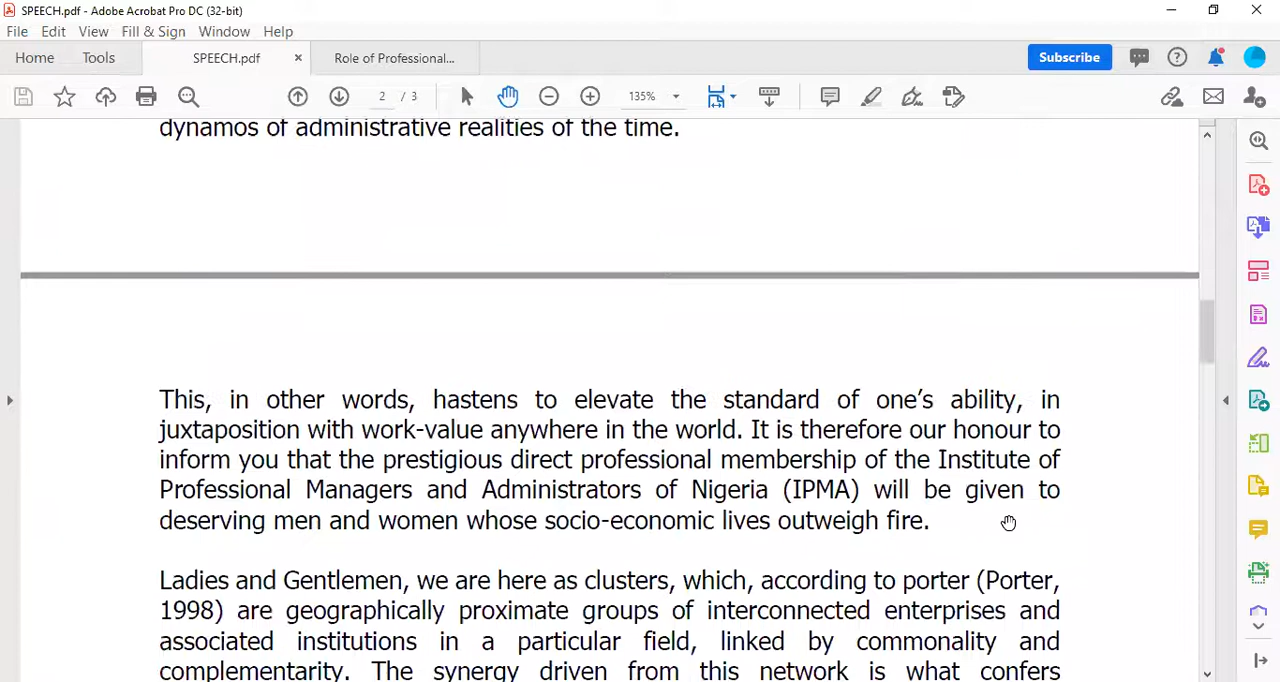 SPEECH.pdf - Adobe Acrobat Pro DC (32-bit)
File Edit View Fill & Sign Window Help
Home Tools SPEECH.pdf × Role of Professional... Subscribe
2 / 3 135%
dynamos of administrative realities of the time.
This, in other words, hastens to elevate the standard of one's ability, in
juxtaposition with work-value anywhere in the world. It is therefore our honour to
inform you that the prestigious direct professional membership of the Institute of
Professional Managers and Administrators of Nigeria (IPMA) will be given to
deserving men and women whose socio-economic lives outweigh fire.
Ladies and Gentlemen, we are here as clusters, which, according to porter (Porter,
1998) are geographically proximate groups of interconnected enterprises and
associated institutions in a particular field, linked by commonality and
complementarity. The synergy driven from this network is what confers